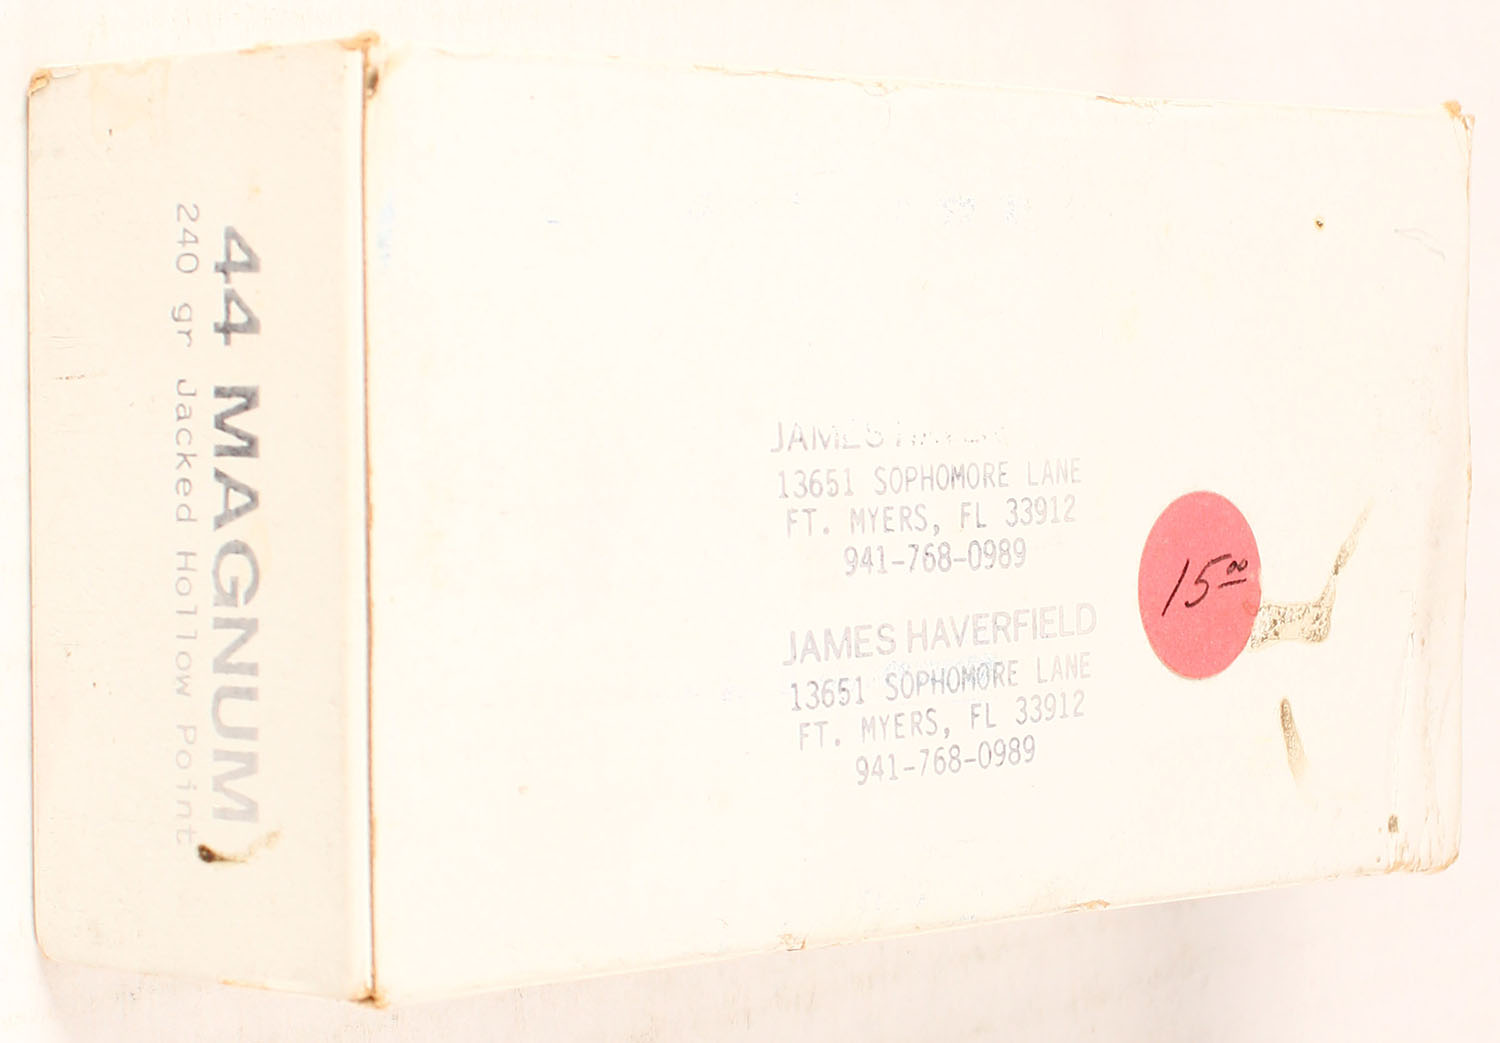 44 MAGNUM
240 gr Jacked Hollow Point
JAMES
13651 SOPHOMORE LANE
FT. MYERS, FL 33912
941-768-0989
JAMES HAVERFIELD
13651 SOPHOMORE LANE
FT. MYERS, FL 33912
941-768-0989
15.00